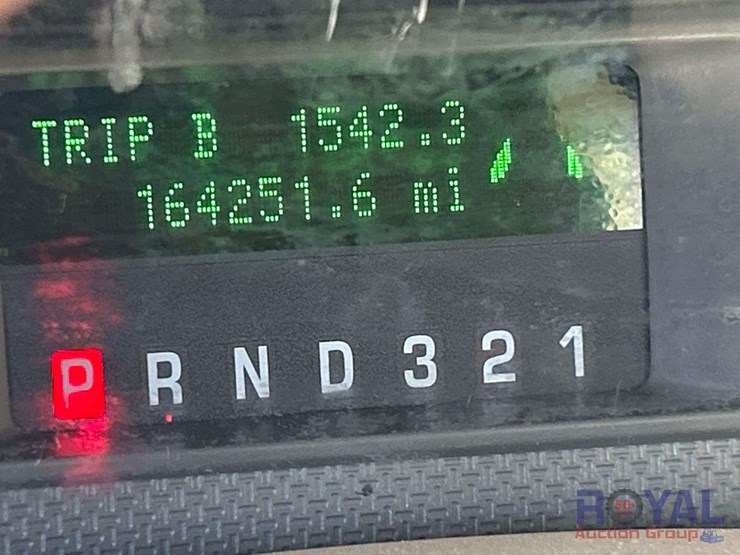 TRIP B 1542.3
164251.6 mi
P R N D 3 2 1
ROYAL
Auction Group